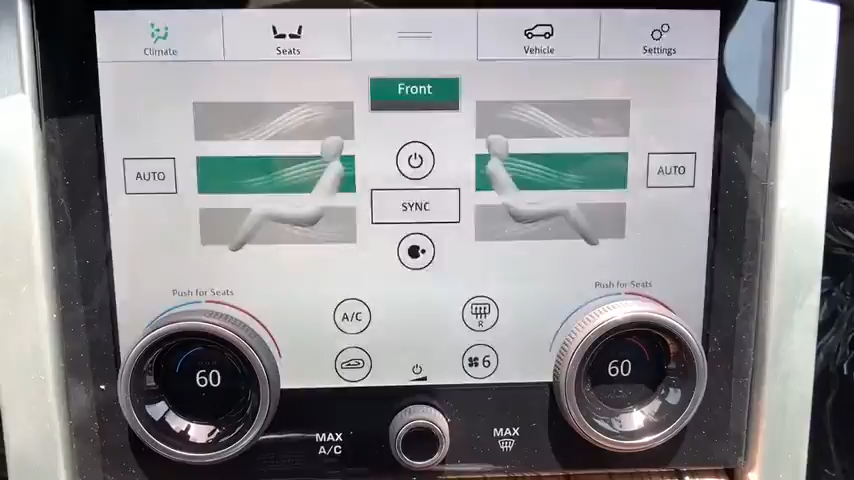 Climate
Seats
Vehicle
Settings
Front
AUTO
AUTO
SYNC
Push for Seats
Push for Seats
A/C
R
6
60
60
MAX
A/C
MAX